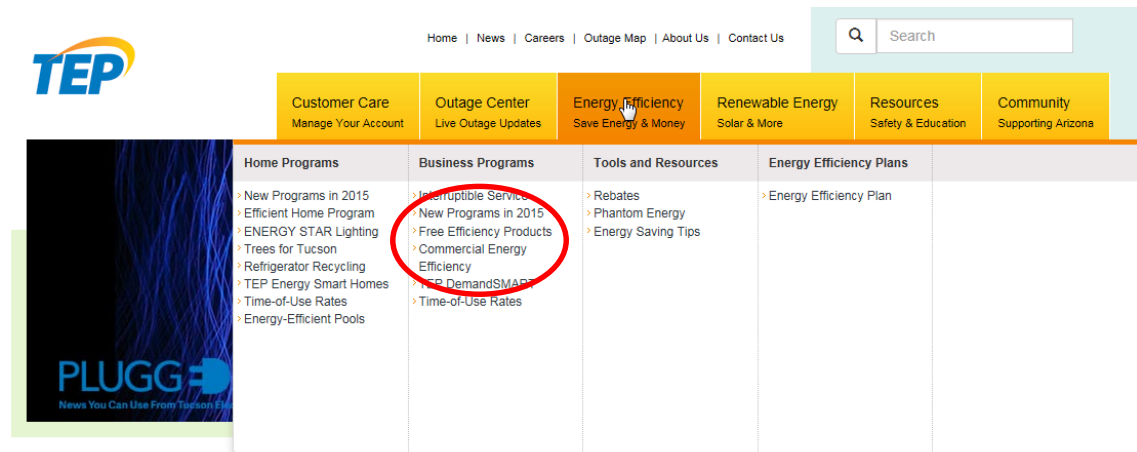 Home | News | Careers | Outage Map | About Us | Contact Us
Search
TEP
Customer Care
Manage Your Account
Outage Center
Live Outage Updates
Energy Efficiency
Save Energy & Money
Renewable Energy
Solar & More
Resources
Safety & Education
Community
Supporting Arizona
Home Programs
New Programs in 2015
Efficient Home Program
ENERGY STAR Lighting
Trees for Tucson
Refrigerator Recycling
TEP Energy Smart Homes
Time-of-Use Rates
Energy-Efficient Pools
Business Programs
Interruptible Service
New Programs in 2015
Free Efficiency Products
Commercial Energy
Efficiency
TEP DemandSMART
Time-of-Use Rates
Tools and Resources
Rebates
Phantom Energy
Energy Saving Tips
Energy Efficiency Plans
Energy Efficiency Plan
PLUGG
News You Can Use From Tucson